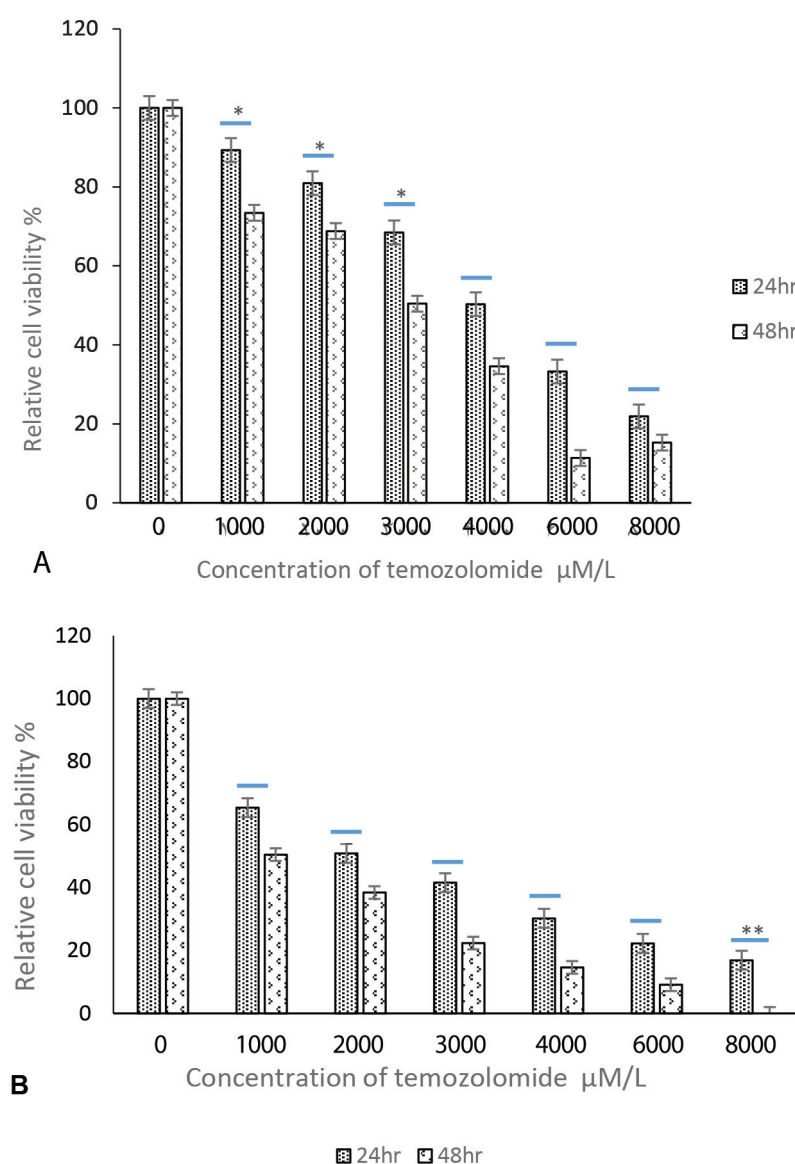 120
100
80
60
40
20
0
Relative cell viability %
*
*
*
0 1000 2000 3000 4000 6000 8000
Concentration of temozolomide µM/L
24hr
48hr
A
120
100
80
60
40
20
0
Relative cell viability %
**
0 1000 2000 3000 4000 6000 8000
Concentration of temozolomide µM/L
B
24hr 48hr